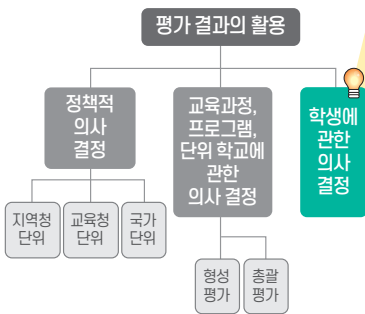 평가 결과의 활용
정책적
의사
결정
교육과정,
프로그램,
단위 학교에
관한
의사 결정
학생에
관한
의사
결정
지역청
단위
교육청
단위
국가
단위
형성
평가
총괄
평가